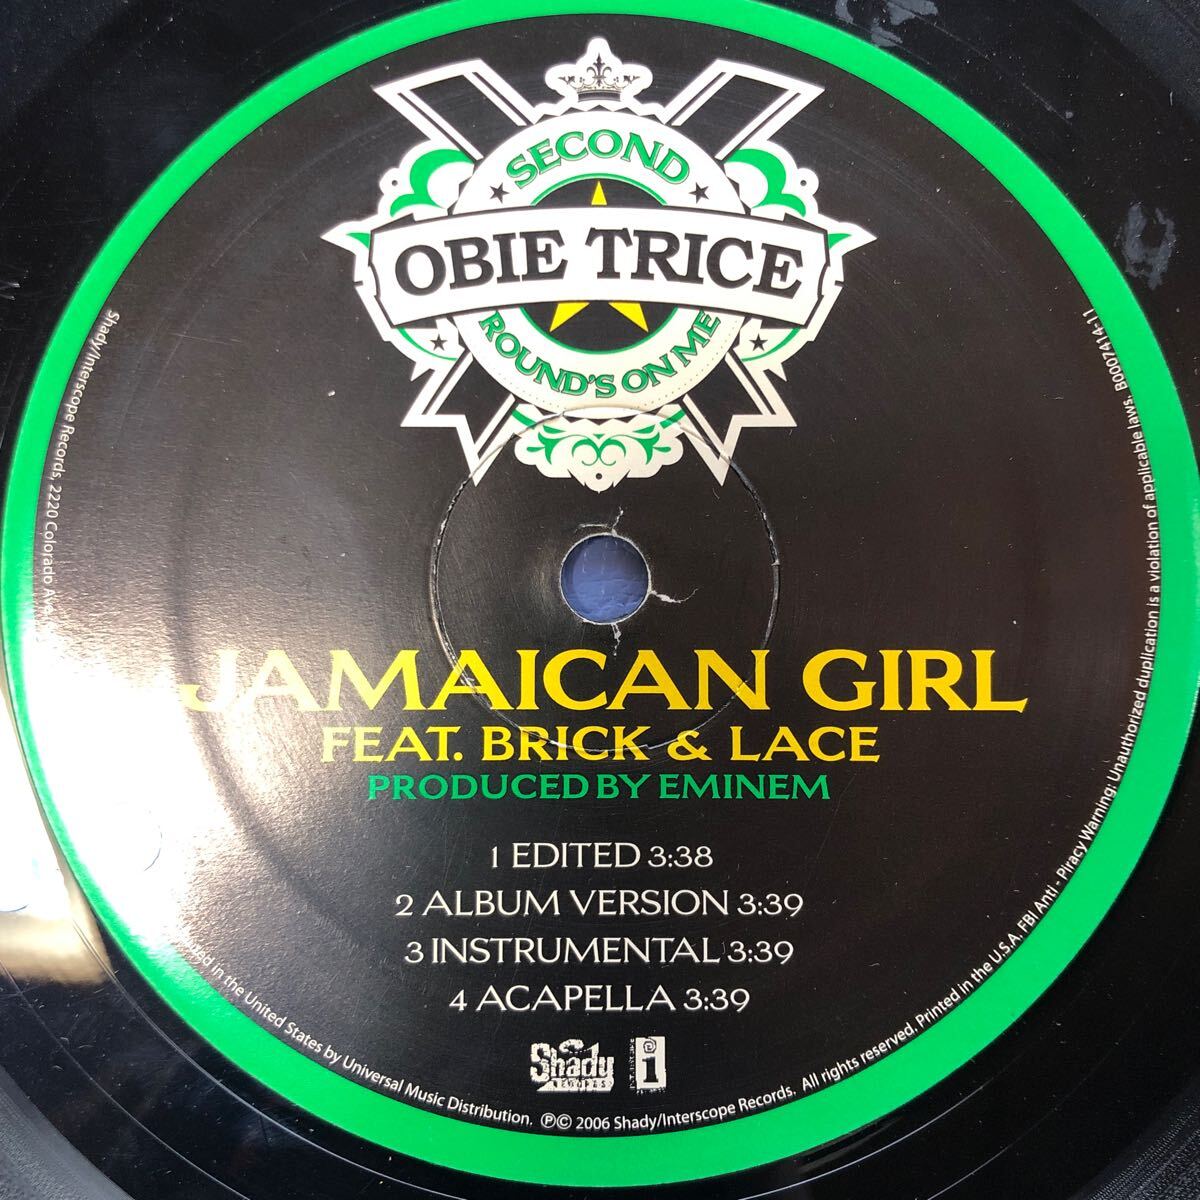 SECOND
OBIE TRICE
ROUND'S ON ME
JAMAICAN GIRL
FEAT. BRICK & LACE
PRODUCED BY EMINEM
1 EDITED 3:38
2 ALBUM VERSION 3:39
3 INSTRUMENTAL 3:39
4 ACAPELLA 3:39
Shady
RECORDS
i
Shady/Interscope Records, 2220 Colorado Ave.
in the United States by Universal Music Distribution. ℗© 2006 Shady/Interscope Records. All rights reserved. Printed in the U.S.A. FBI Anti - Piracy Warning: Unauthorized duplication is a violation of applicable laws. B0007414-11